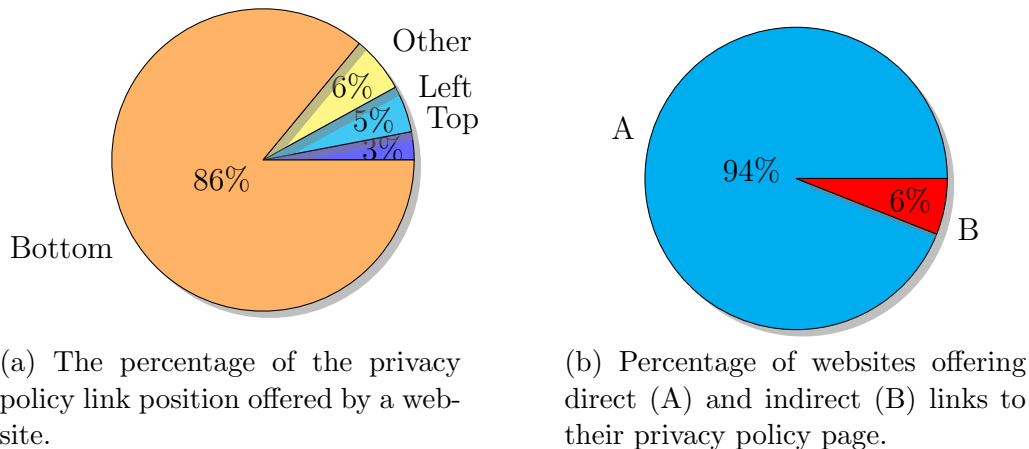 Other
6%
Left
5%
Top
3%
86%
Bottom
A
94%
6%
B
(a) The percentage of the privacy
policy link position offered by a web-
site.
(b) Percentage of websites offering
direct (A) and indirect (B) links to
their privacy policy page.